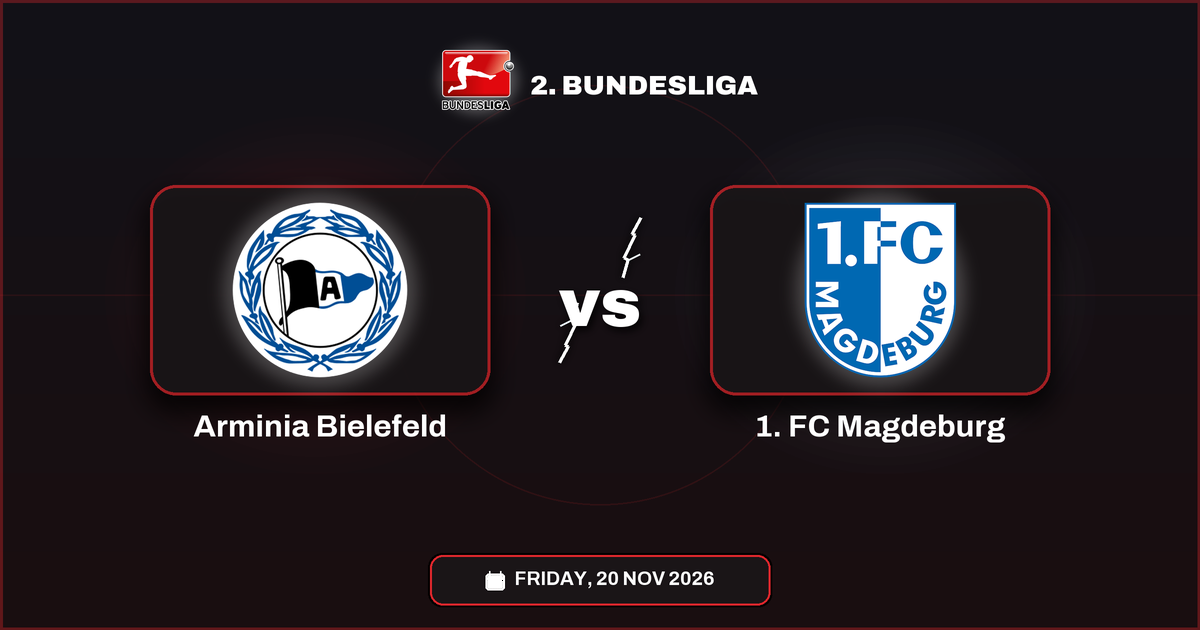 BUNDESLIGA
2. BUNDESLIGA
A
1.FC
MAGDEBURG
vs
Arminia Bielefeld
1. FC Magdeburg
FRIDAY, 20 NOV 2026